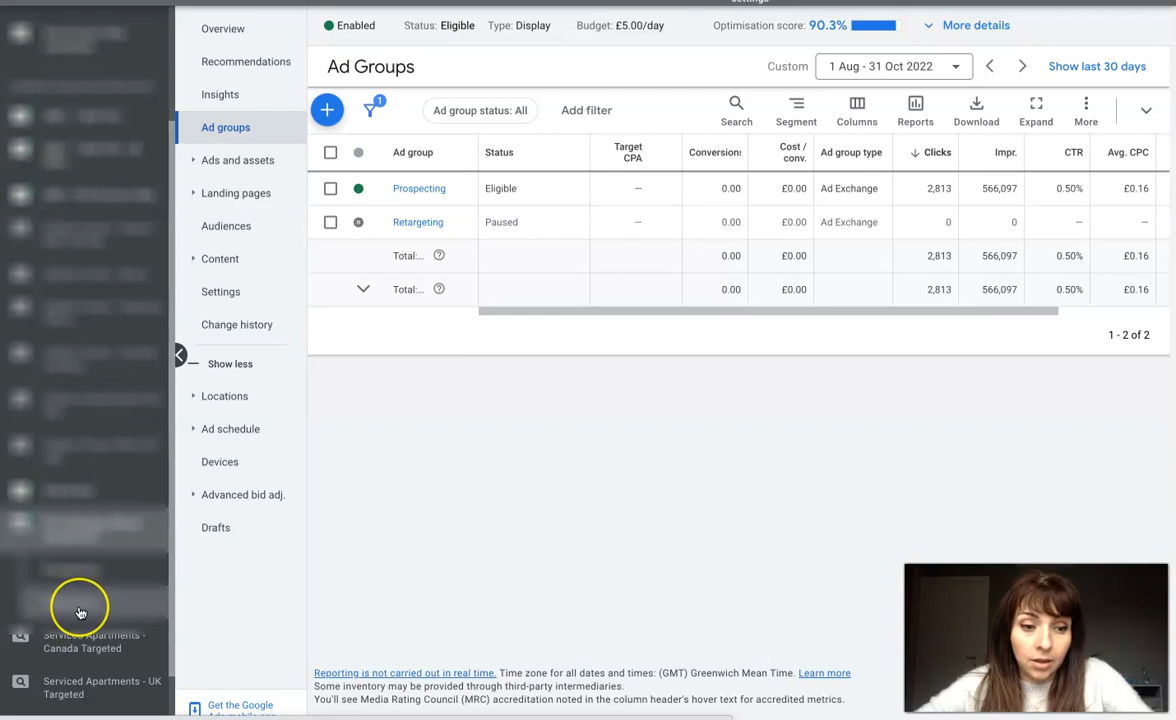 Enabled Status: Eligible Type: Display Budget: £5.00/day Optimisation score: 90.3% More details
Ad Groups Custom 1 Aug - 31 Oct 2022 Show last 30 days
1 Ad group status: All Add filter Search Segment Columns Reports Download Expand More
Ad group Status Target CPA Conversions Cost / conv. Ad group type Clicks Impr. CTR Avg. CPC
Prospecting Eligible — 0.00 £0.00 Ad Exchange 2,813 566,097 0.50% £0.16
Retargeting Paused — 0.00 £0.00 Ad Exchange 0 0 — —
Total:... 0.00 £0.00 2,813 566,097 0.50% £0.16
Total:... 0.00 £0.00 2,813 566,097 0.50% £0.16
1 - 2 of 2
Overview
Recommendations
Insights
Ad groups
Ads and assets
Landing pages
Audiences
Content
Settings
Change history
Show less
Locations
Ad schedule
Devices
Advanced bid adj.
Drafts
Get the Google
Serviced Apartments -
Canada Targeted
Serviced Apartments - UK
Targeted
Reporting is not carried out in real time. Time zone for all dates and times: (GMT) Greenwich Mean Time. Learn more
Some inventory may be provided through third-party intermediaries.
You'll see Media Rating Council (MRC) accreditation noted in the column header's hover text for accredited metrics.